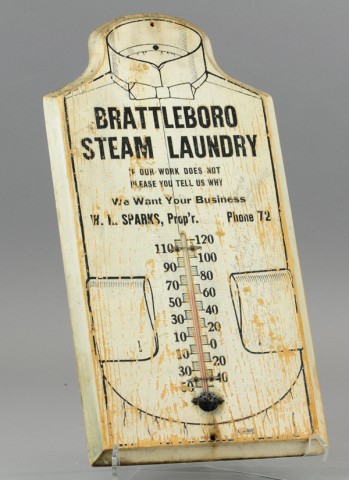 BRATTLEBORO
STEAM LAUNDRY
IF OUR WORK DOES NOT
PLEASE YOU TELL US WHY
We Want Your Business
W. L. SPARKS, Prop'r. Phone 72
110 120
90 100
70 80
50 60
30 40
10 20
10 0
30 20
50 40